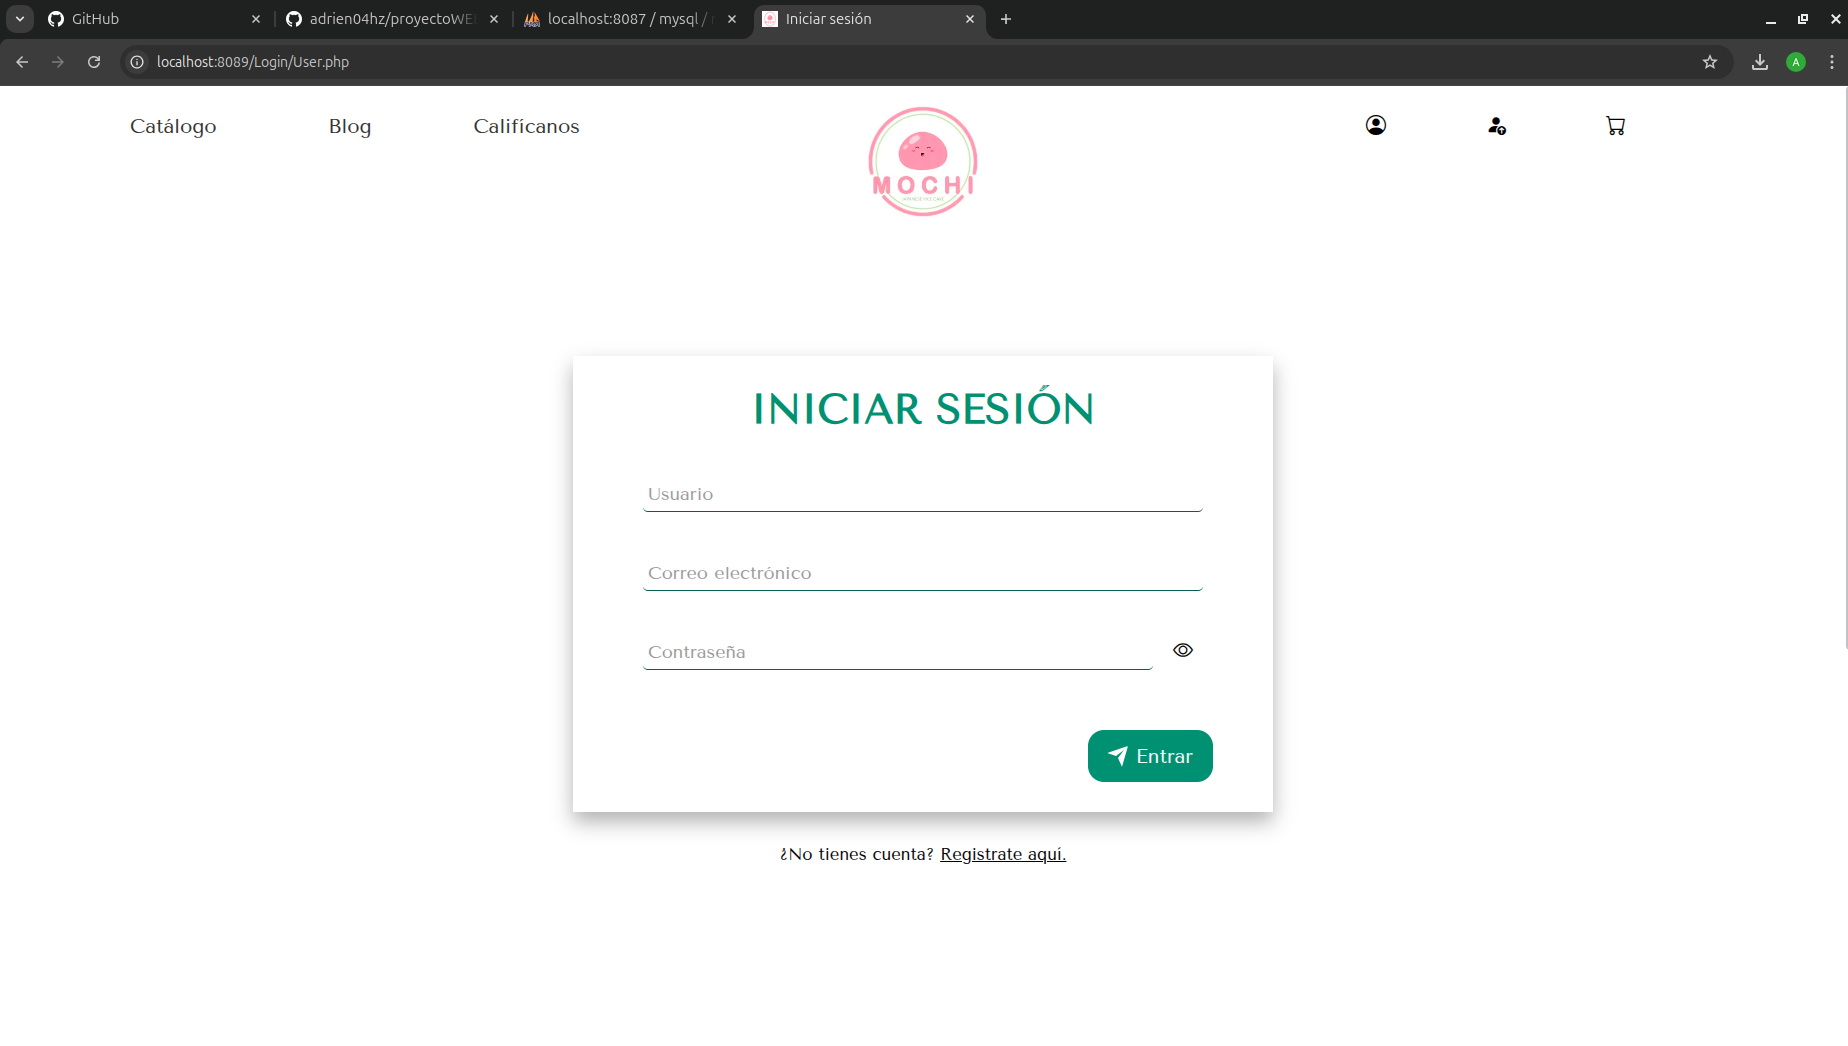 GitHub
adrien04hz/proyectoWE
localhost:8087 / mysql /
Iniciar sesión
A
localhost:8089/Login/User.php
Catálogo
Blog
Califícanos
MOCHI
INICIAR SESIÓN
Usuario
Correo electrónico
Contraseña
Entrar
¿No tienes cuenta? Registrate aquí.